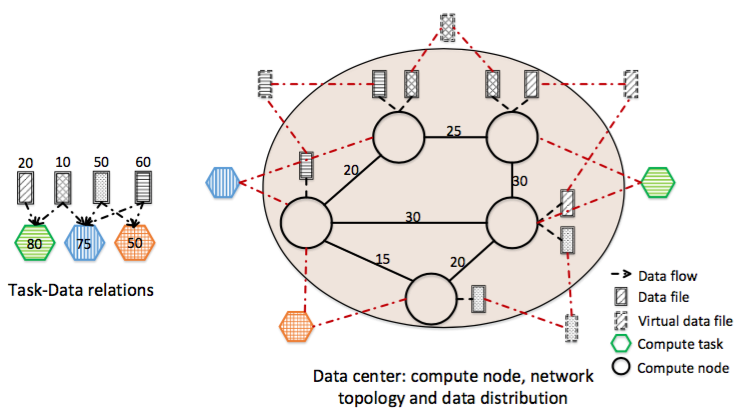 20 10 50 60
80 75 50
Task-Data relations
25
20
30
30
15
20
Data center: compute node, network
topology and data distribution
Data flow
Data file
Virtual data file
Compute task
Compute node